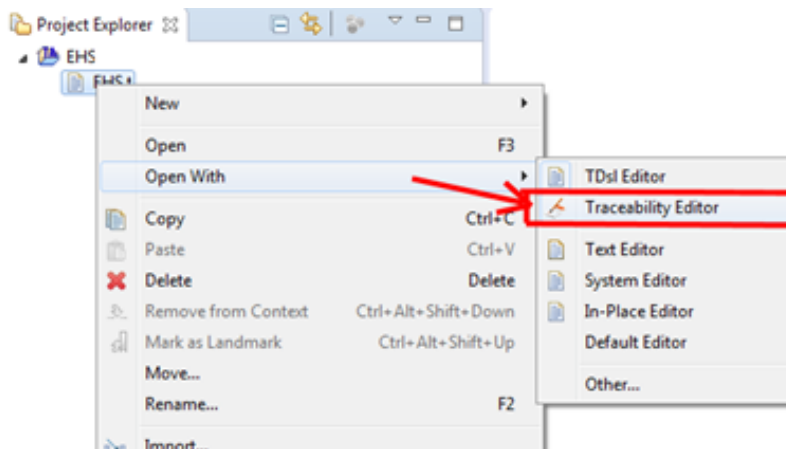 Project Explorer
EHS
EHS
New
Open F3
Open With
TDsl Editor
Traceability Editor
Copy Ctrl+C
Text Editor
Paste Ctrl+V
System Editor
Delete Delete
In-Place Editor
Remove from Context Ctrl+Alt+Shift+Down
Default Editor
Mark as Landmark Ctrl+Alt+Shift+Up
Move...
Other...
Rename... F2
Import...